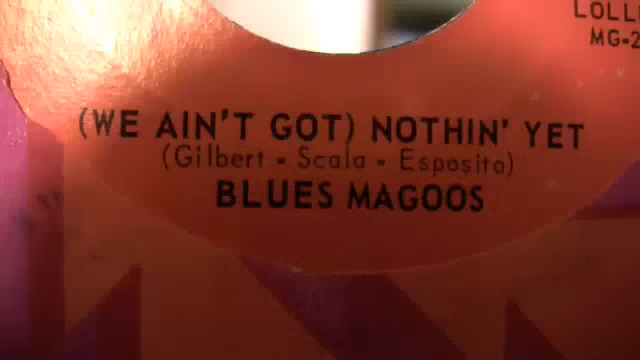 (WE AIN'T GOT) NOTHIN' YET
(Gilbert - Scala - Esposito)
BLUES MAGOOS